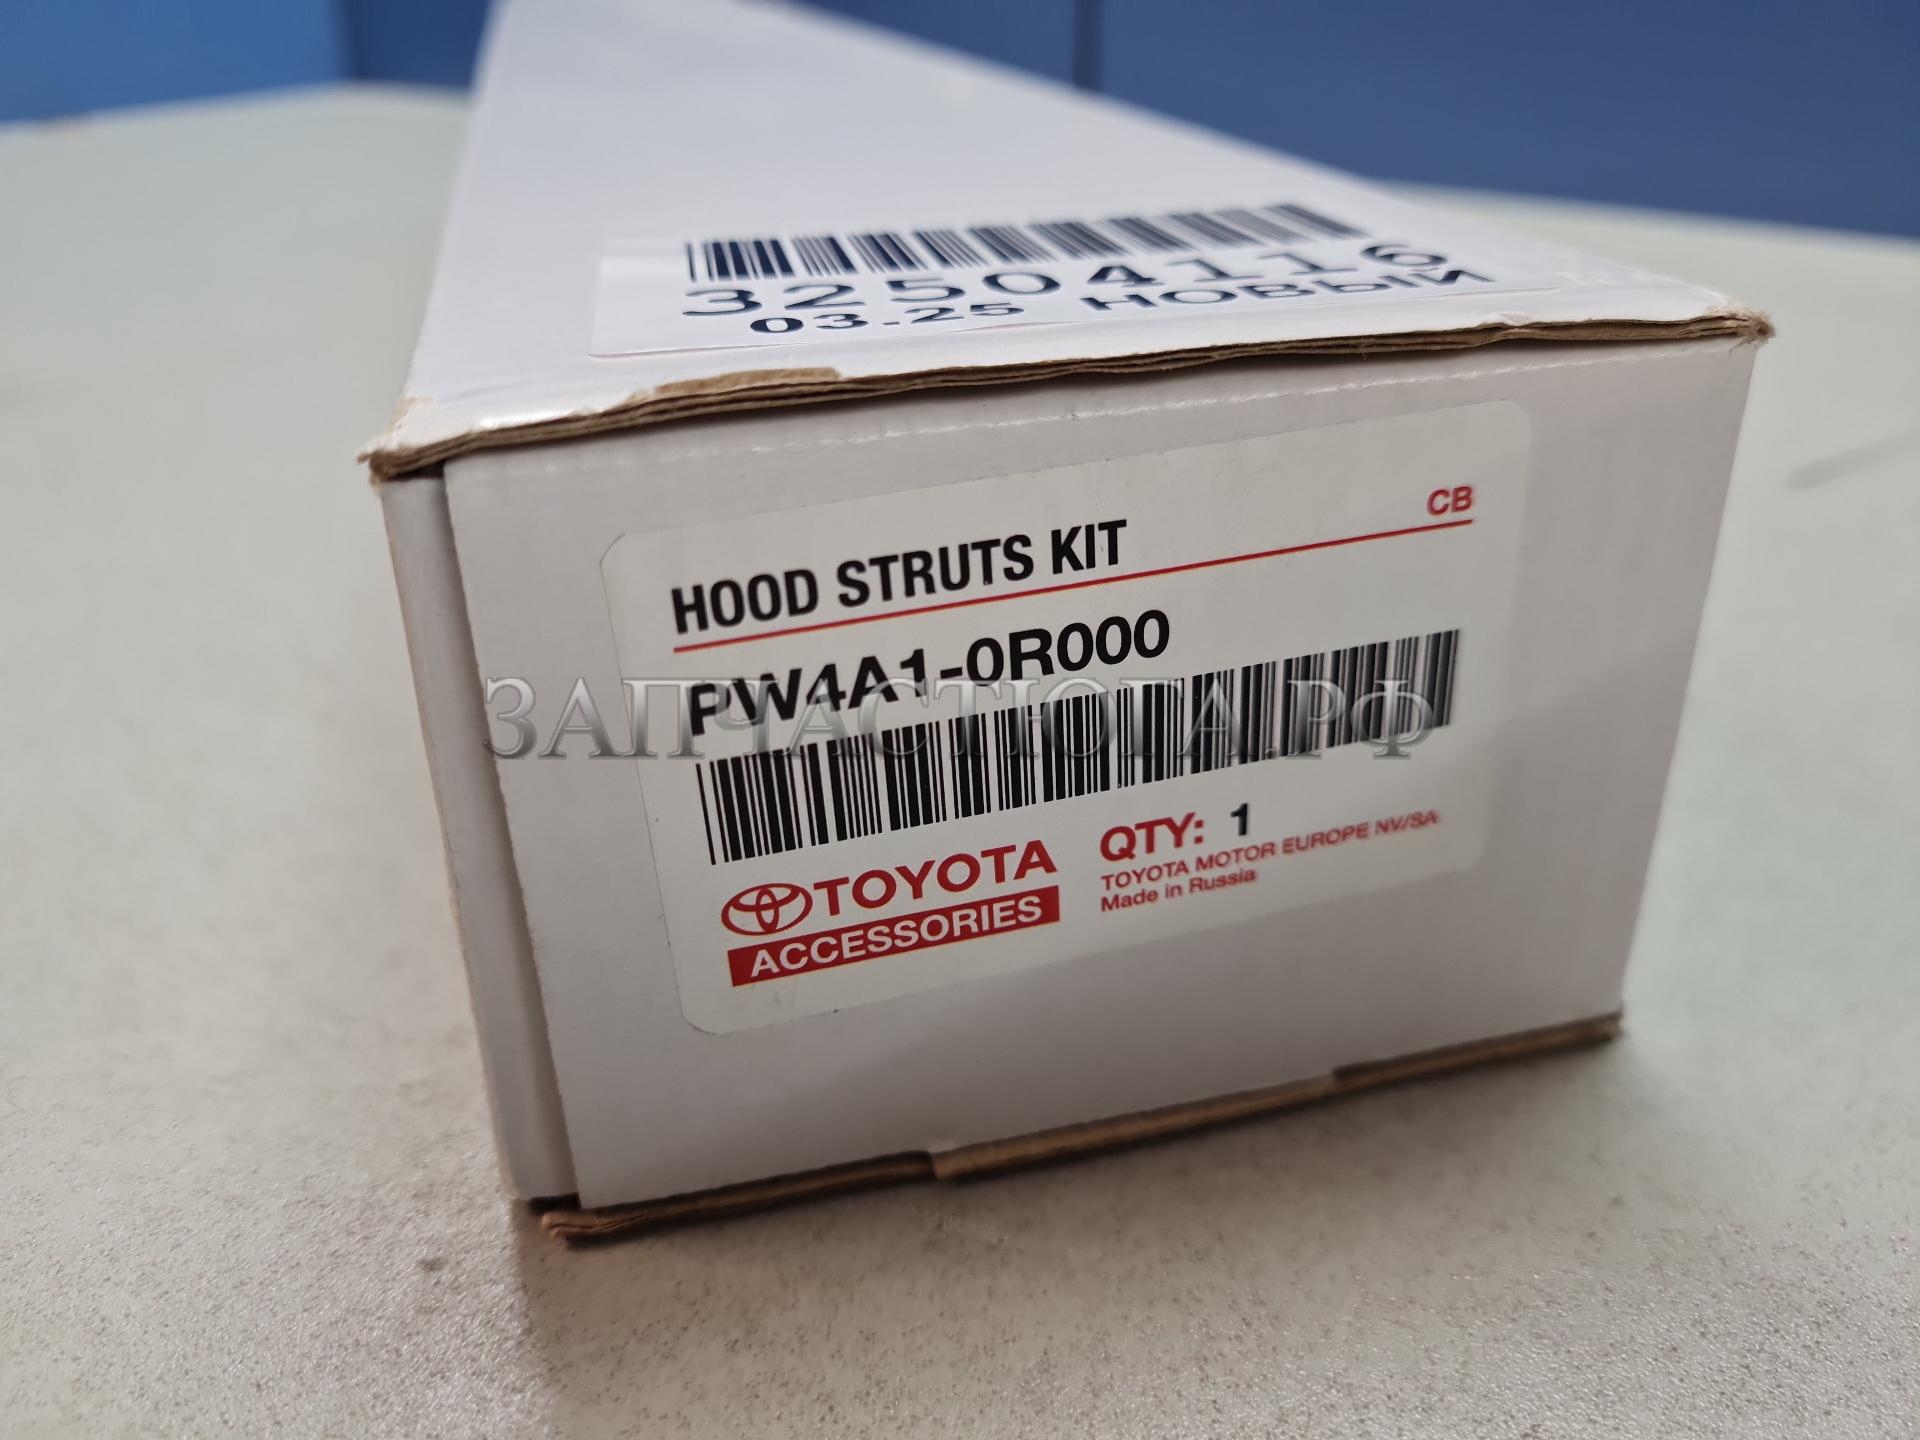 32504116
03.25 НОВЫЙ
HOOD STRUTS KIT
CB
PW4A1-0R000
ЗАПЧАСТЮГА.РФ
TOYOTA
ACCESSORIES
QTY: 1
TOYOTA MOTOR EUROPE NV/SA
Made in Russia